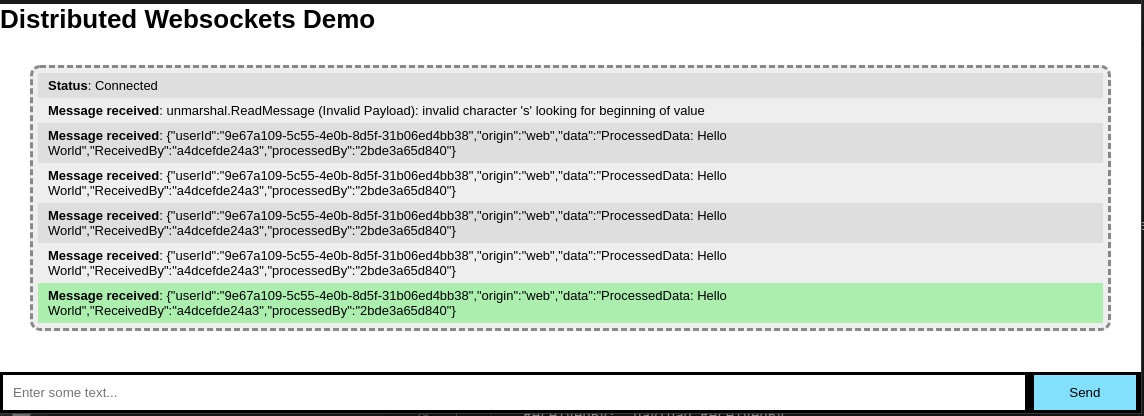 Distributed Websockets Demo
Status: Connected
Message received: unmarshal.ReadMessage (Invalid Payload): invalid character 's' looking for beginning of value
Message received: {"userId":"9e67a109-5c55-4e0b-8d5f-31b06ed4bb38","origin":"web","data":"ProcessedData: Hello
World","ReceivedBy":"a4dcefde24a3","processedBy":"2bde3a65d840"}
Message received: {"userId":"9e67a109-5c55-4e0b-8d5f-31b06ed4bb38","origin":"web","data":"ProcessedData: Hello
World","ReceivedBy":"a4dcefde24a3","processedBy":"2bde3a65d840"}
Message received: {"userId":"9e67a109-5c55-4e0b-8d5f-31b06ed4bb38","origin":"web","data":"ProcessedData: Hello
World","ReceivedBy":"a4dcefde24a3","processedBy":"2bde3a65d840"}
Message received: {"userId":"9e67a109-5c55-4e0b-8d5f-31b06ed4bb38","origin":"web","data":"ProcessedData: Hello
World","ReceivedBy":"a4dcefde24a3","processedBy":"2bde3a65d840"}
Message received: {"userId":"9e67a109-5c55-4e0b-8d5f-31b06ed4bb38","origin":"web","data":"ProcessedData: Hello
World","ReceivedBy":"a4dcefde24a3","processedBy":"2bde3a65d840"}
Enter some text...
Send